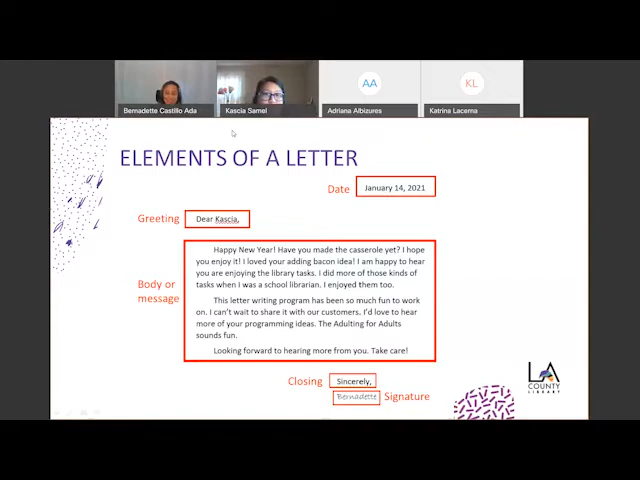 AA
KL
Bernadette Castillo Ada
Kascia Samel
Adriana Albizures
Katrina Lacerna
ELEMENTS OF A LETTER
Date
January 14, 2021
Greeting
Dear Kascia,
Body or
message
Happy New Year! Have you made the casserole yet? I hope
you enjoy it! I loved your adding bacon idea! I am happy to hear
you are enjoying the library tasks. I did more of those kinds of
tasks when I was a school librarian. I enjoyed them too.
This letter writing program has been so much fun to work
on. I can't wait to share it with our customers. I'd love to hear
more of your programming ideas. The Adulting for Adults
sounds fun.
Looking forward to hearing more from you. Take care!
Closing
Sincerely,
Bernadette
Signature
LA
COUNTY
LIBRARY